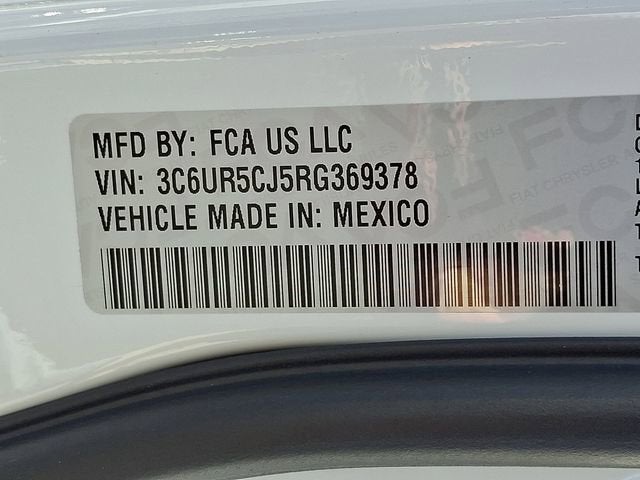 MFD BY: FCA US LLC
VIN: 3C6UR5CJ5RG369378
VEHICLE MADE IN: MEXICO